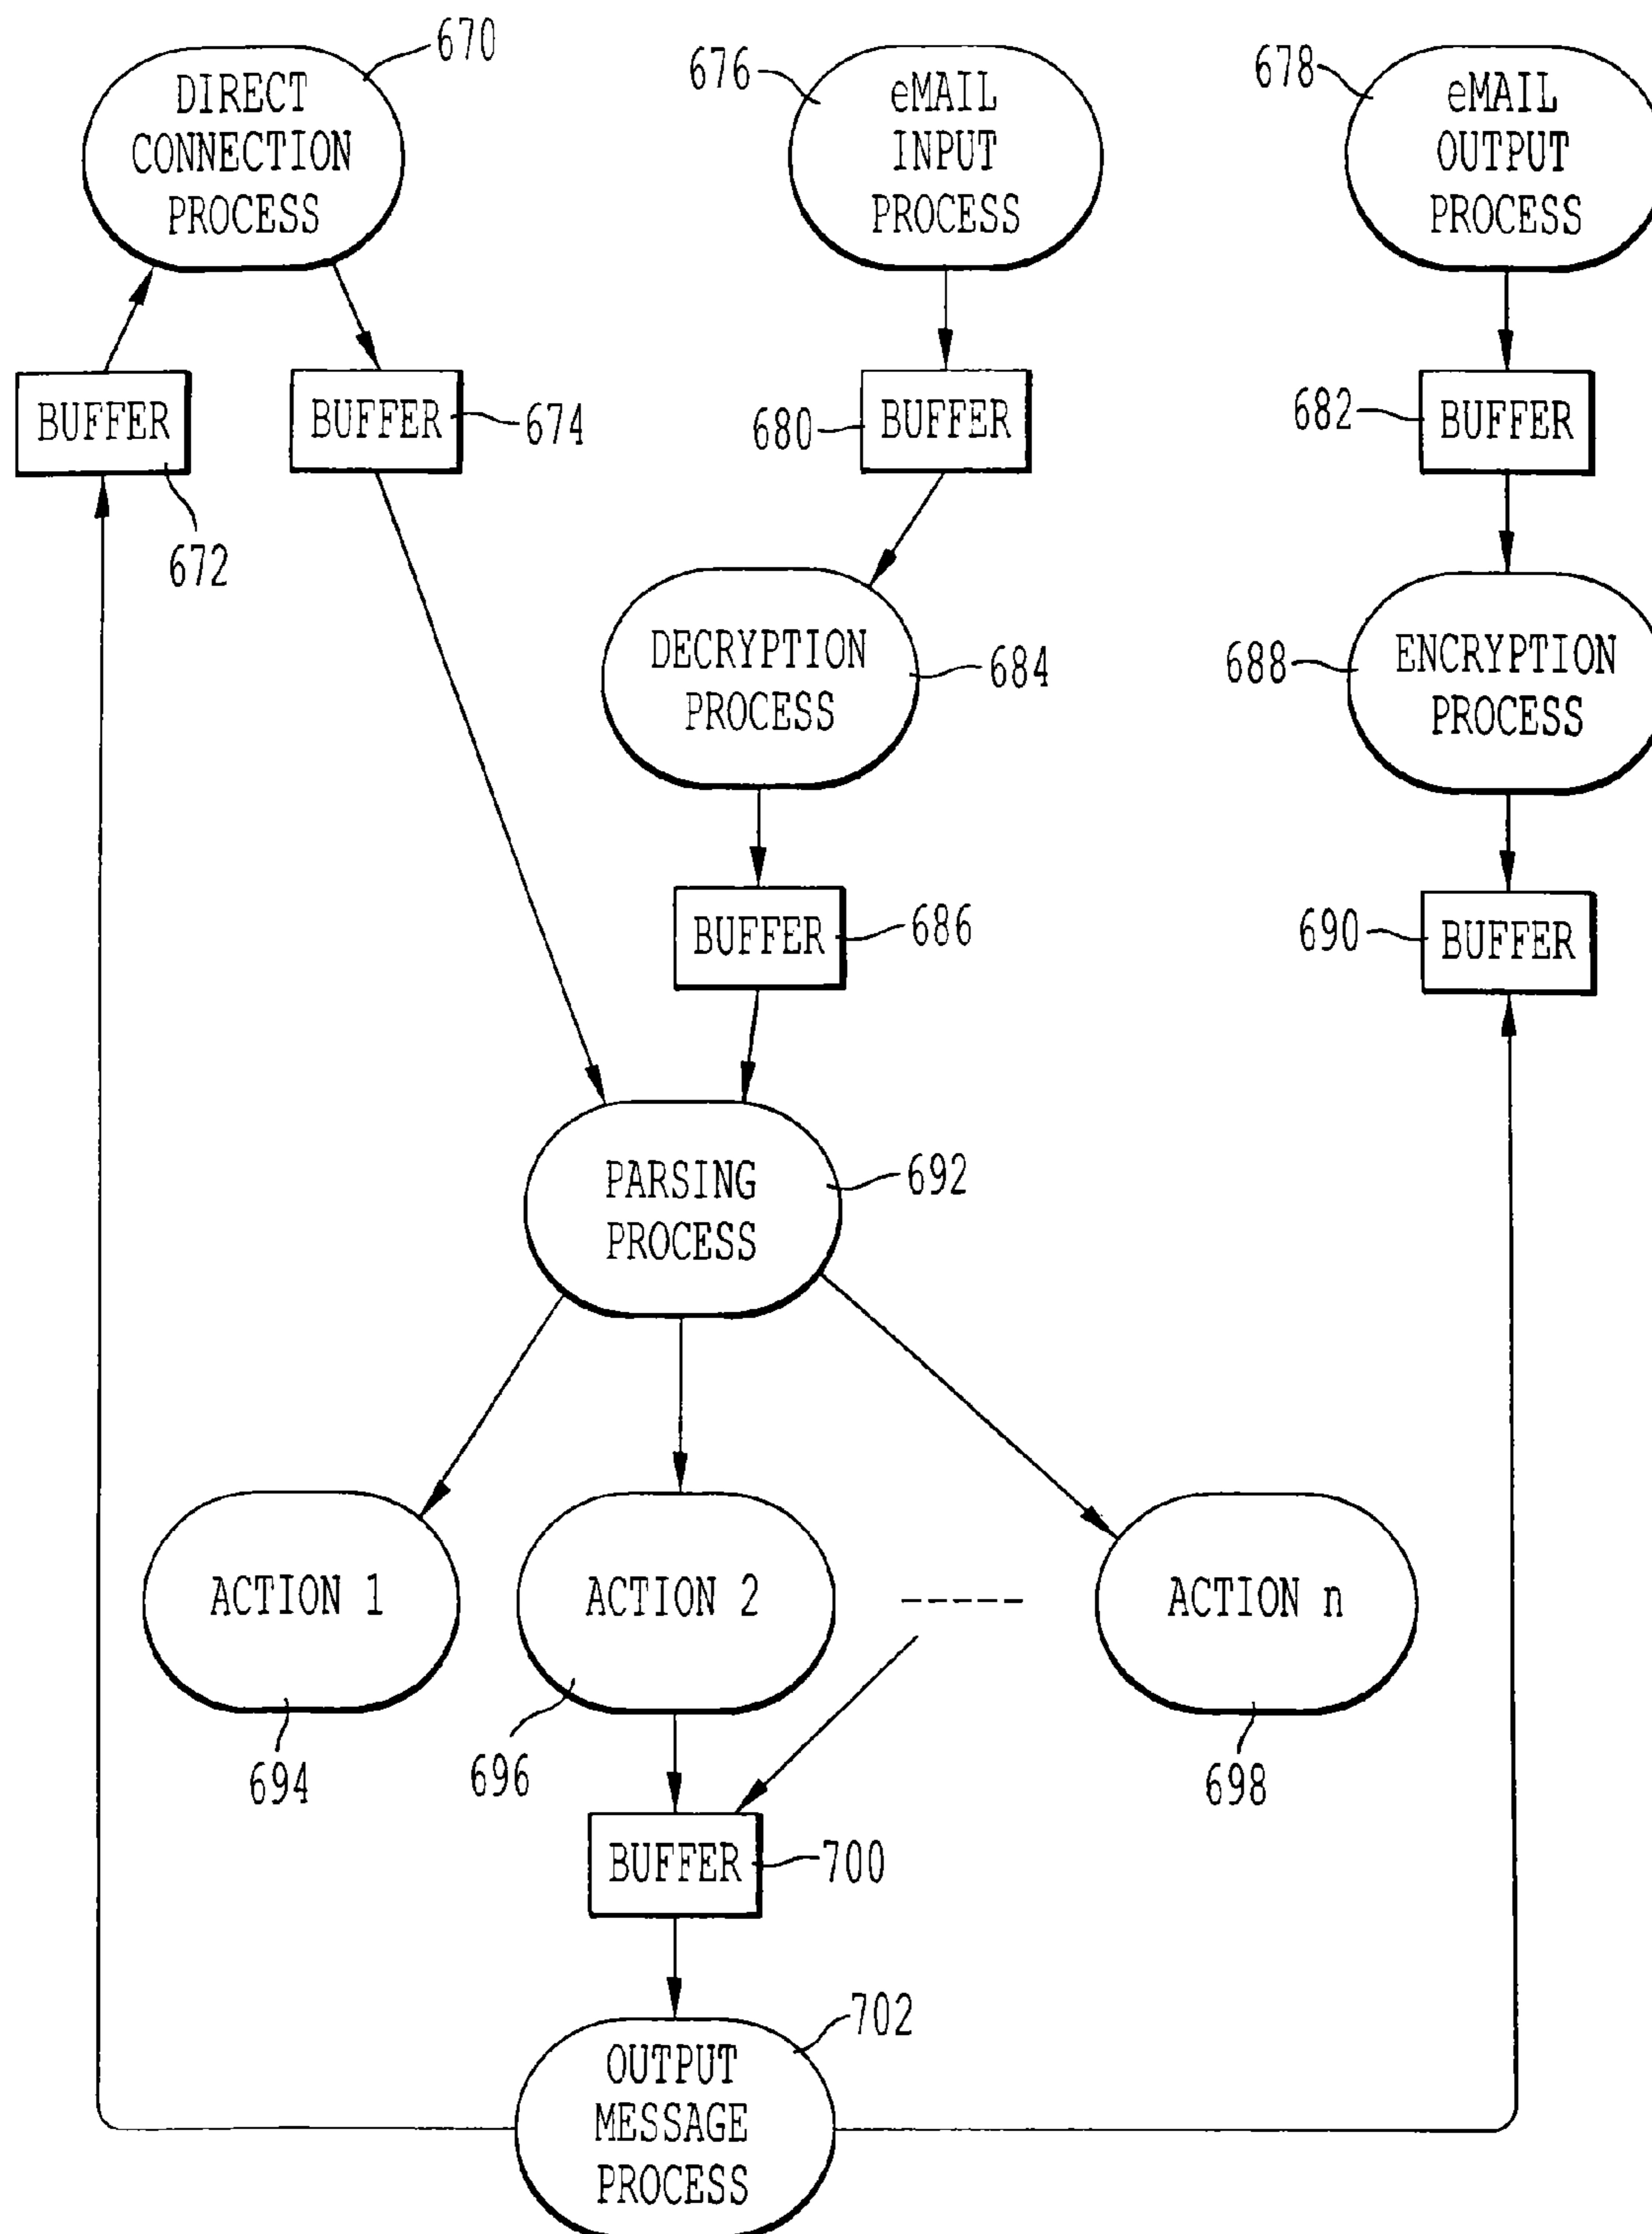 670
DIRECT
CONNECTION
PROCESS
676
eMAIL
INPUT
PROCESS
678
eMAIL
OUTPUT
PROCESS
BUFFER
672
BUFFER
674
680
BUFFER
682
BUFFER
DECRYPTION
PROCESS
684
688
ENCRYPTION
PROCESS
BUFFER
686
690
BUFFER
PARSING
PROCESS
692
ACTION 1
694
ACTION 2
696
-----
ACTION n
698
BUFFER
700
702
OUTPUT
MESSAGE
PROCESS